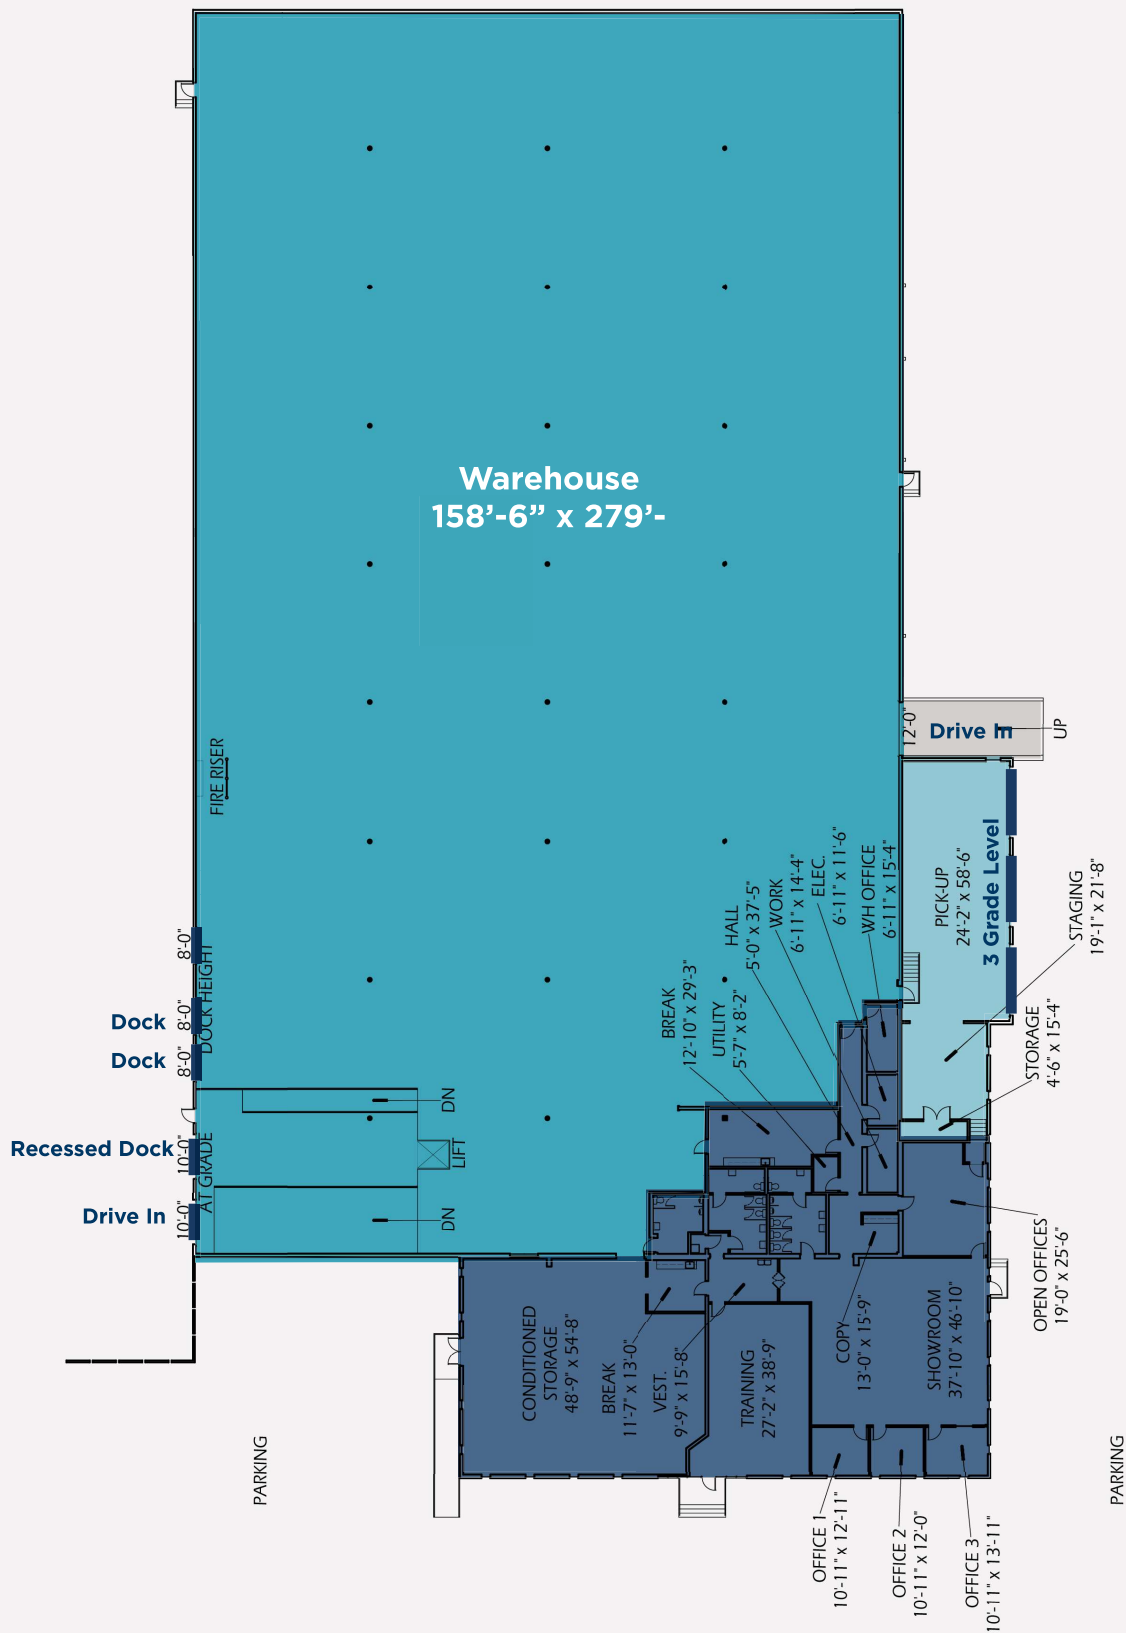 Warehouse
158’-6” x 279’-
FIRE RISER
12'-0"
Drive In
UP
8'-0"
Dock
8'-0"
Dock
8'-0"
DOCK HEIGHT
Recessed Dock
10'-0"
AT GRADE
Drive In
10'-0"
DN
LIFT
DN
BREAK
12'-10" x 29'-3"
UTILITY
5'-7" x 8'-2"
HALL
5'-0" x 37'-5"
WORK
6'-11" x 14'-4"
ELEC.
6'-11" x 11'-6"
WH OFFICE
6'-11" x 15'-4"
PICK-UP
24'-2" x 58'-6"
3 Grade Level
STAGING
19'-1" x 21'-8"
STORAGE
4'-6" x 15'-4"
OPEN OFFICES
19'-0" x 25'-6"
CONDITIONED
STORAGE
48'-9" x 54'-8"
BREAK
11'-7" x 13'-0"
VEST.
9'-9" x 15'-8"
TRAINING
27'-2" x 38'-9"
COPY
13'-0" x 15'-9"
SHOWROOM
37'-10" x 46'-10"
OFFICE 1
10'-11" x 12'-11"
OFFICE 2
10'-11" x 12'-0"
OFFICE 3
10'-11" x 13'-11"
PARKING
PARKING